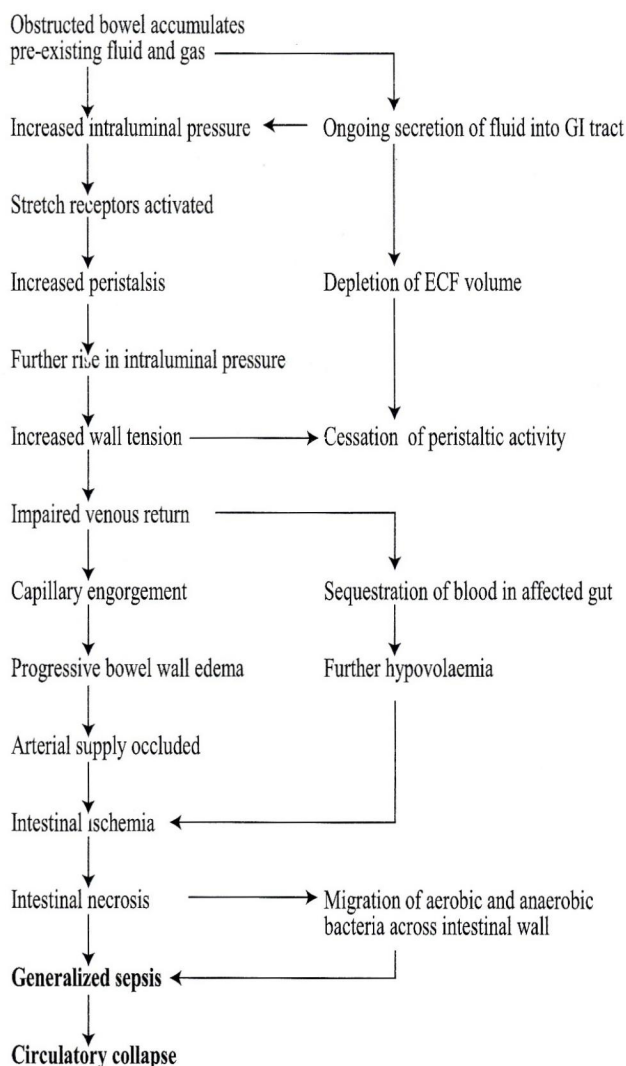 Obstructed bowel accumulates
pre-existing fluid and gas
Increased intraluminal pressure
Ongoing secretion of fluid into GI tract
Stretch receptors activated
Increased peristalsis
Depletion of ECF volume
Further rise in intraluminal pressure
Increased wall tension
Cessation of peristaltic activity
Impaired venous return
Capillary engorgement
Sequestration of blood in affected gut
Progressive bowel wall edema
Further hypovolaemia
Arterial supply occluded
Intestinal ischemia
Intestinal necrosis
Migration of aerobic and anaerobic
bacteria across intestinal wall
Generalized sepsis
Circulatory collapse